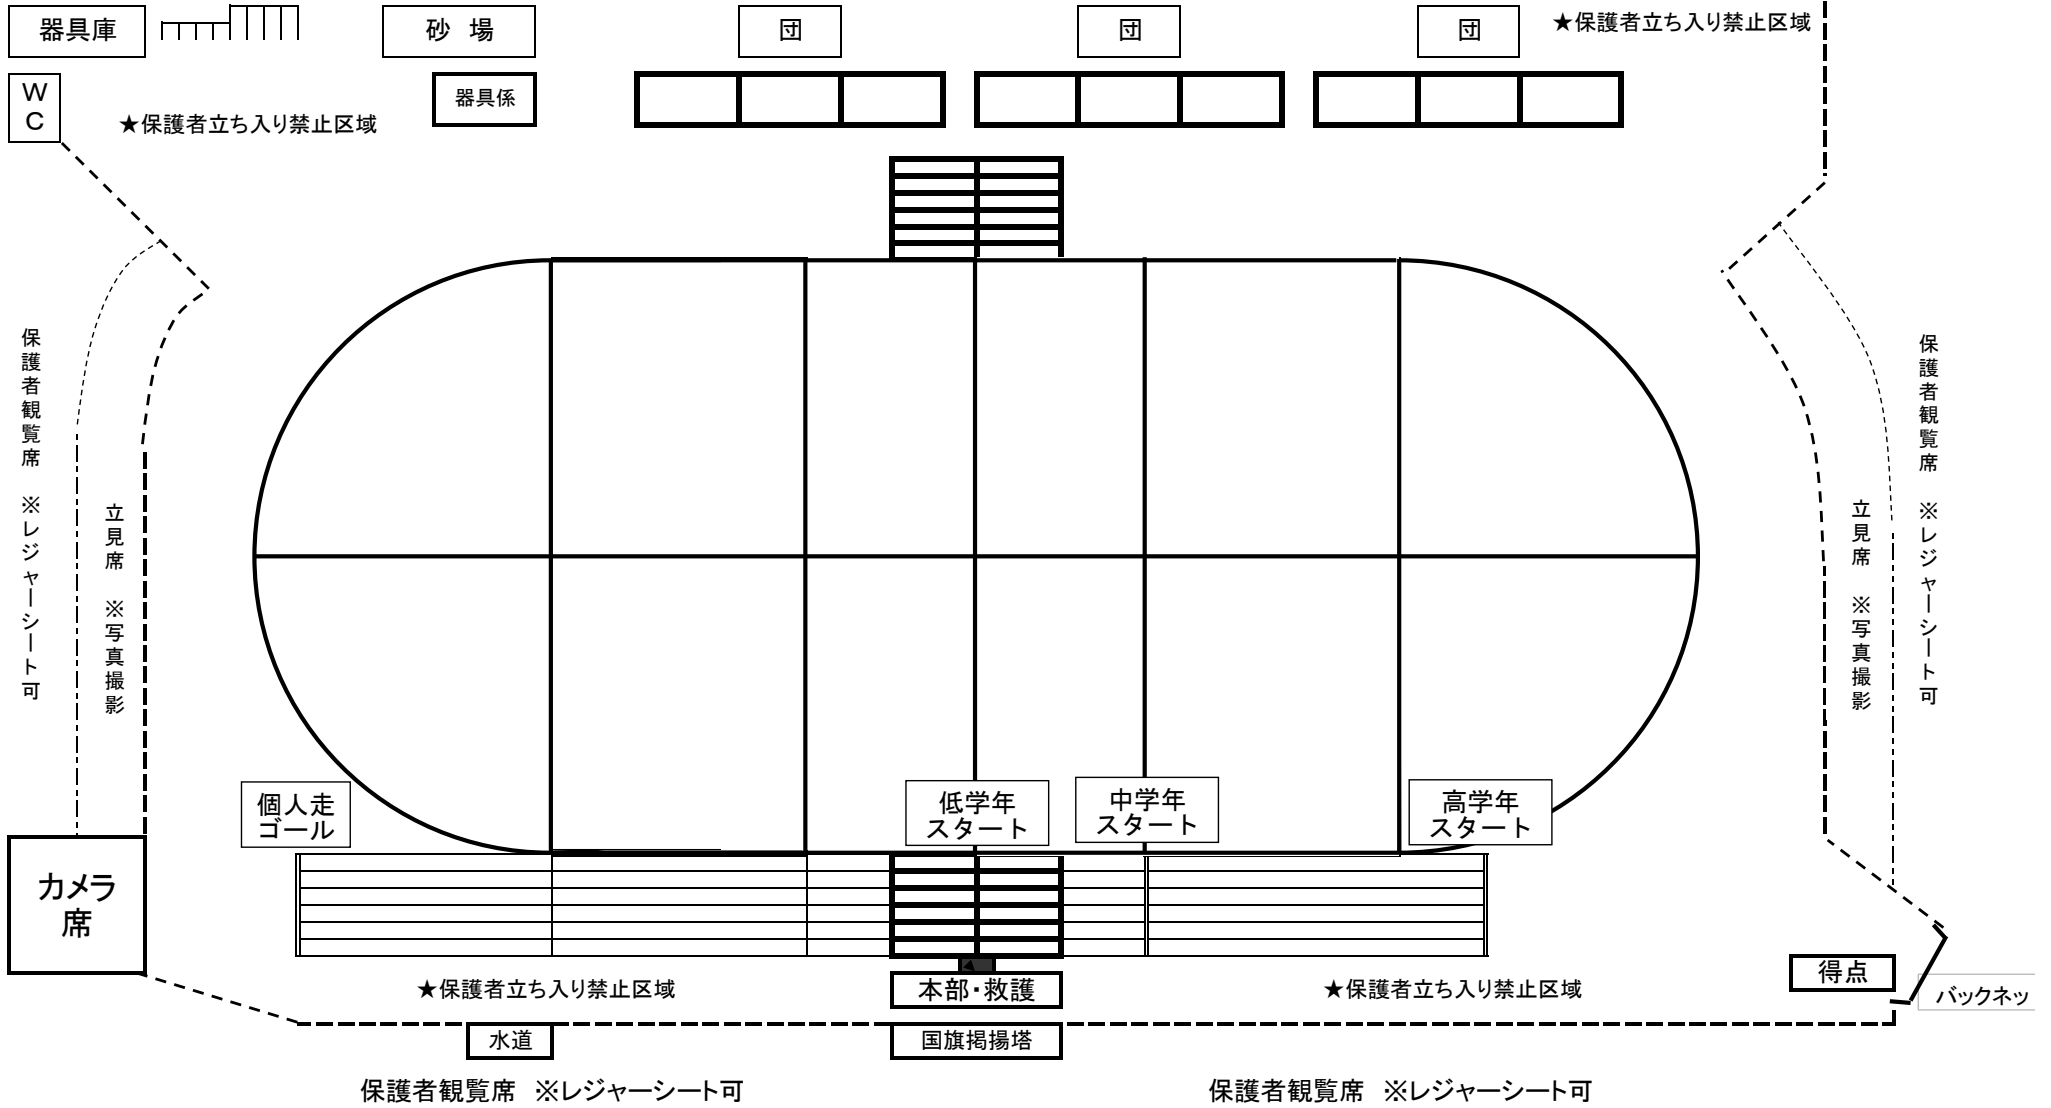 器具庫
砂 場
団
団
団
★保護者立ち入り禁止区域
WC
★保護者立ち入り禁止区域
器具係
保護者観覧席 ※レジャーシート可
立見席 ※写真撮影
立見席 ※写真撮影
保護者観覧席 ※レジャーシート可
個人走
ゴール
低学年
スタート
中学年
スタート
高学年
スタート
カメラ
席
★保護者立ち入り禁止区域
本部・救護
★保護者立ち入り禁止区域
得点
バックネッ
水道
国旗掲揚塔
保護者観覧席 ※レジャーシート可
保護者観覧席 ※レジャーシート可